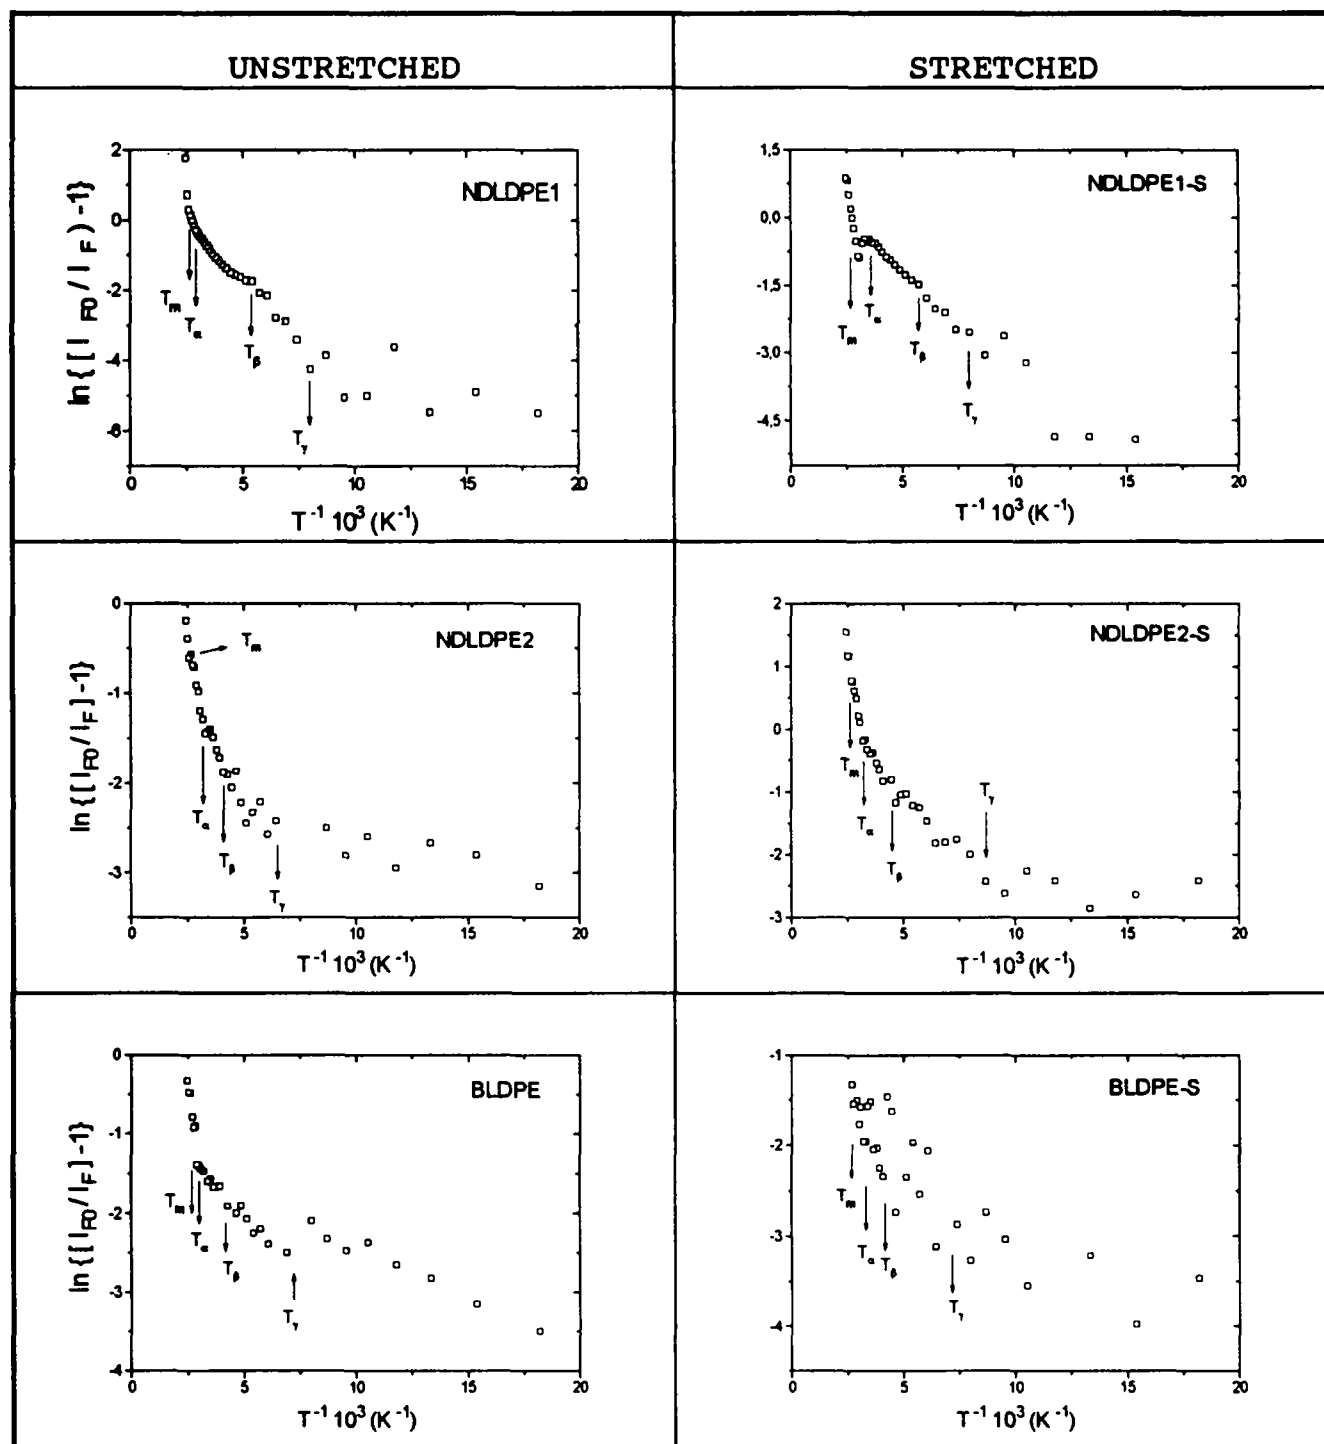 UNSTRETCHED
STRETCHED
ln{[I F0 / I F) -1}
2
0
-2
-4
-6
NDLDPE1
Tm
Tα
Tβ
Tγ
0 5 10 15 20
T⁻¹ 10³ (K⁻¹)
1,5
0,0
-1,5
-3,0
-4,5
NDLDPE1-S
Tm
Tα
Tβ
Tγ
0 5 10 15 20
T⁻¹ 10³ (K⁻¹)
ln{[I F0 / I F] -1}
0
-1
-2
-3
NDLDPE2
Tm
Tα
Tβ
Tγ
0 5 10 15 20
T⁻¹ 10³ (K⁻¹)
2
1
0
-1
-2
-3
NDLDPE2-S
Tm
Tα
Tβ
Tγ
0 5 10 15 20
T⁻¹ 10³ (K⁻¹)
ln{[I F0 / I F] -1}
0
-1
-2
-3
-4
BLDPE
Tm
Tα
Tβ
Tγ
0 5 10 15 20
T⁻¹ 10³ (K⁻¹)
-1
-2
-3
-4
BLDPE-S
Tm
Tα
Tβ
Tγ
0 5 10 15 20
T⁻¹ 10³ (K⁻¹)